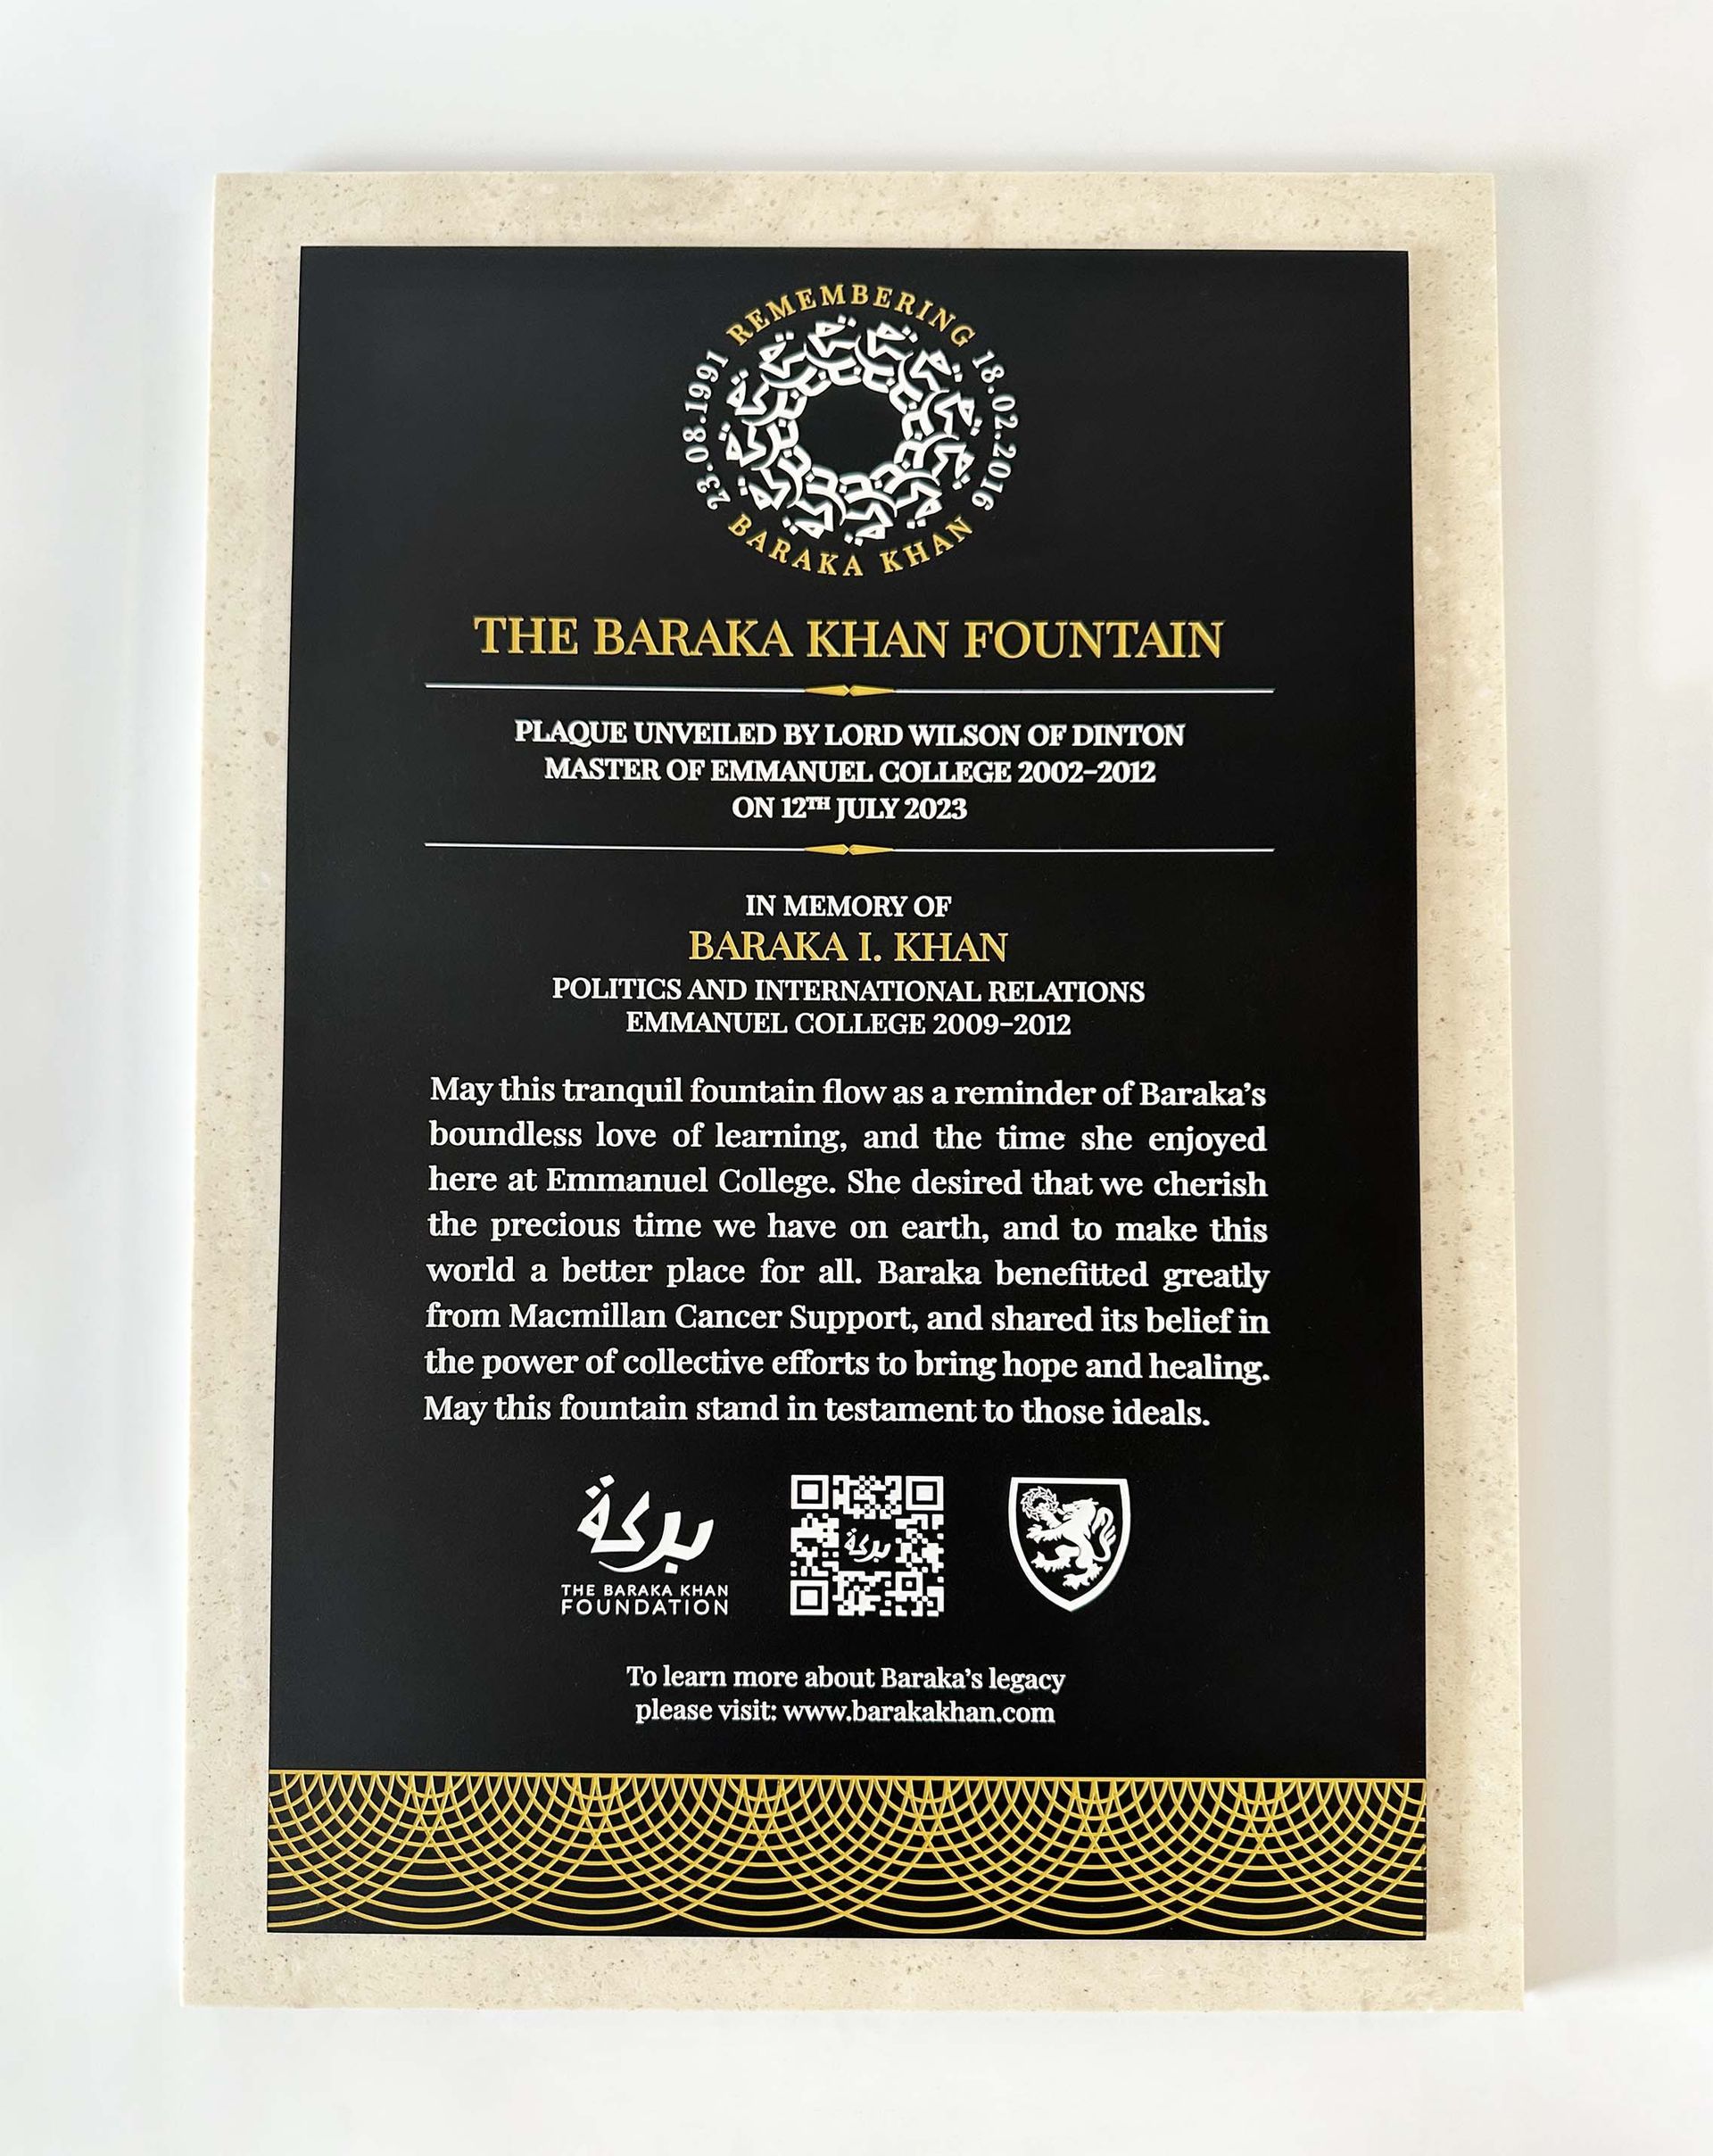 REMEMBERING
23.08.1991
18.02.2016
BARAKA KHAN
THE BARAKA KHAN FOUNTAIN
PLAQUE UNVEILED BY LORD WILSON OF DINTON
MASTER OF EMMANUEL COLLEGE 2002–2012
ON 12TH JULY 2023
IN MEMORY OF
BARAKA I. KHAN
POLITICS AND INTERNATIONAL RELATIONS
EMMANUEL COLLEGE 2009–2012
May this tranquil fountain flow as a reminder of Baraka's
boundless love of learning, and the time she enjoyed
here at Emmanuel College. She desired that we cherish
the precious time we have on earth, and to make this
world a better place for all. Baraka benefitted greatly
from Macmillan Cancer Support, and shared its belief in
the power of collective efforts to bring hope and healing.
May this fountain stand in testament to those ideals.
بركة
THE BARAKA KHAN
FOUNDATION
بركة
To learn more about Baraka's legacy
please visit: www.barakakhan.com